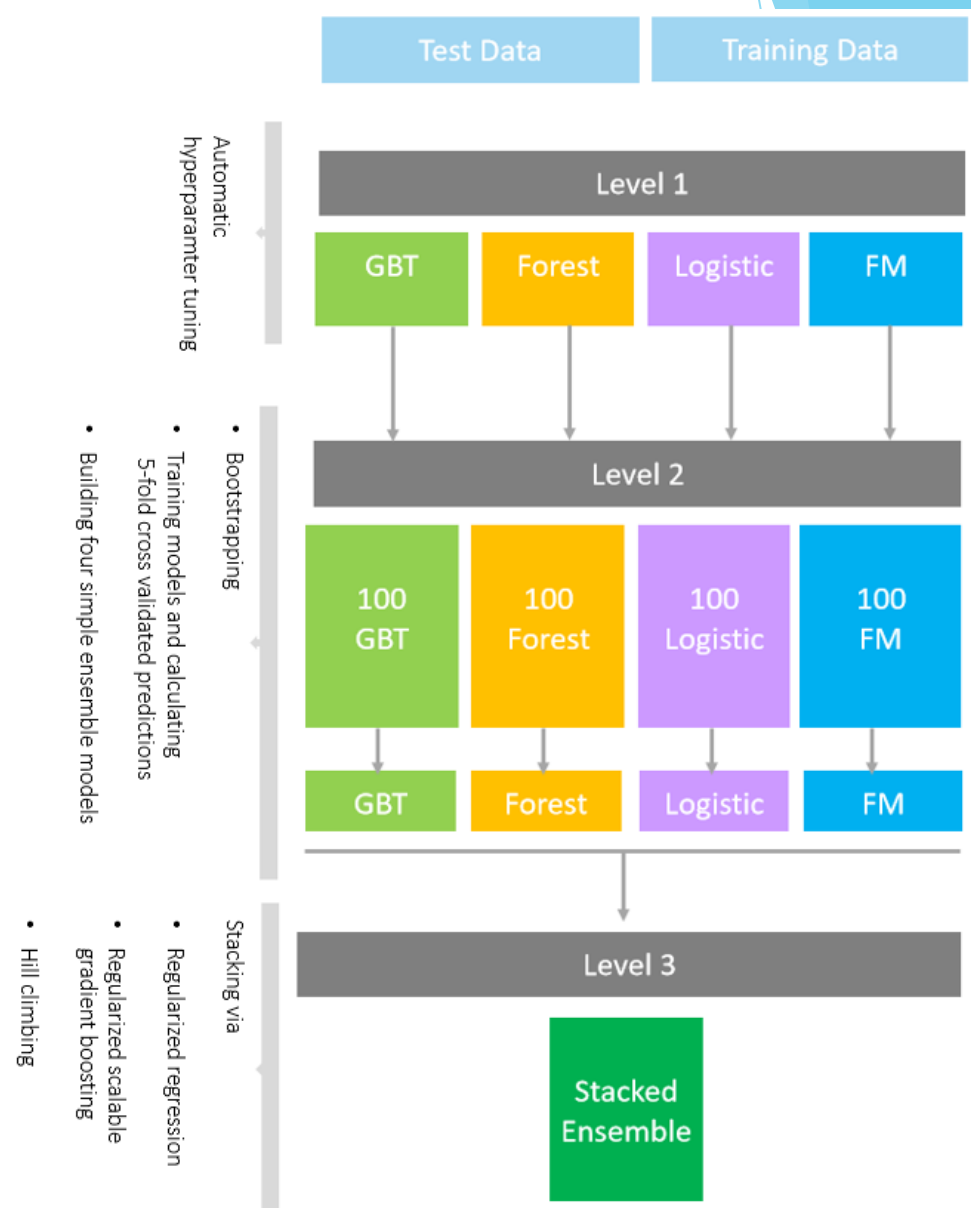 Test Data
Training Data
Automatic
hyperparamter tuning
Level 1
GBT
Forest
Logistic
FM
• Bootstrapping
• Training models and calculating
5-fold cross validated predictions
• Building four simple ensemble models
Level 2
100
GBT
100
Forest
100
Logistic
100
FM
GBT
Forest
Logistic
FM
Stacking via
• Regularized regression
• Regularized scalable
gradient boosting
• Hill climbing
Level 3
Stacked
Ensemble